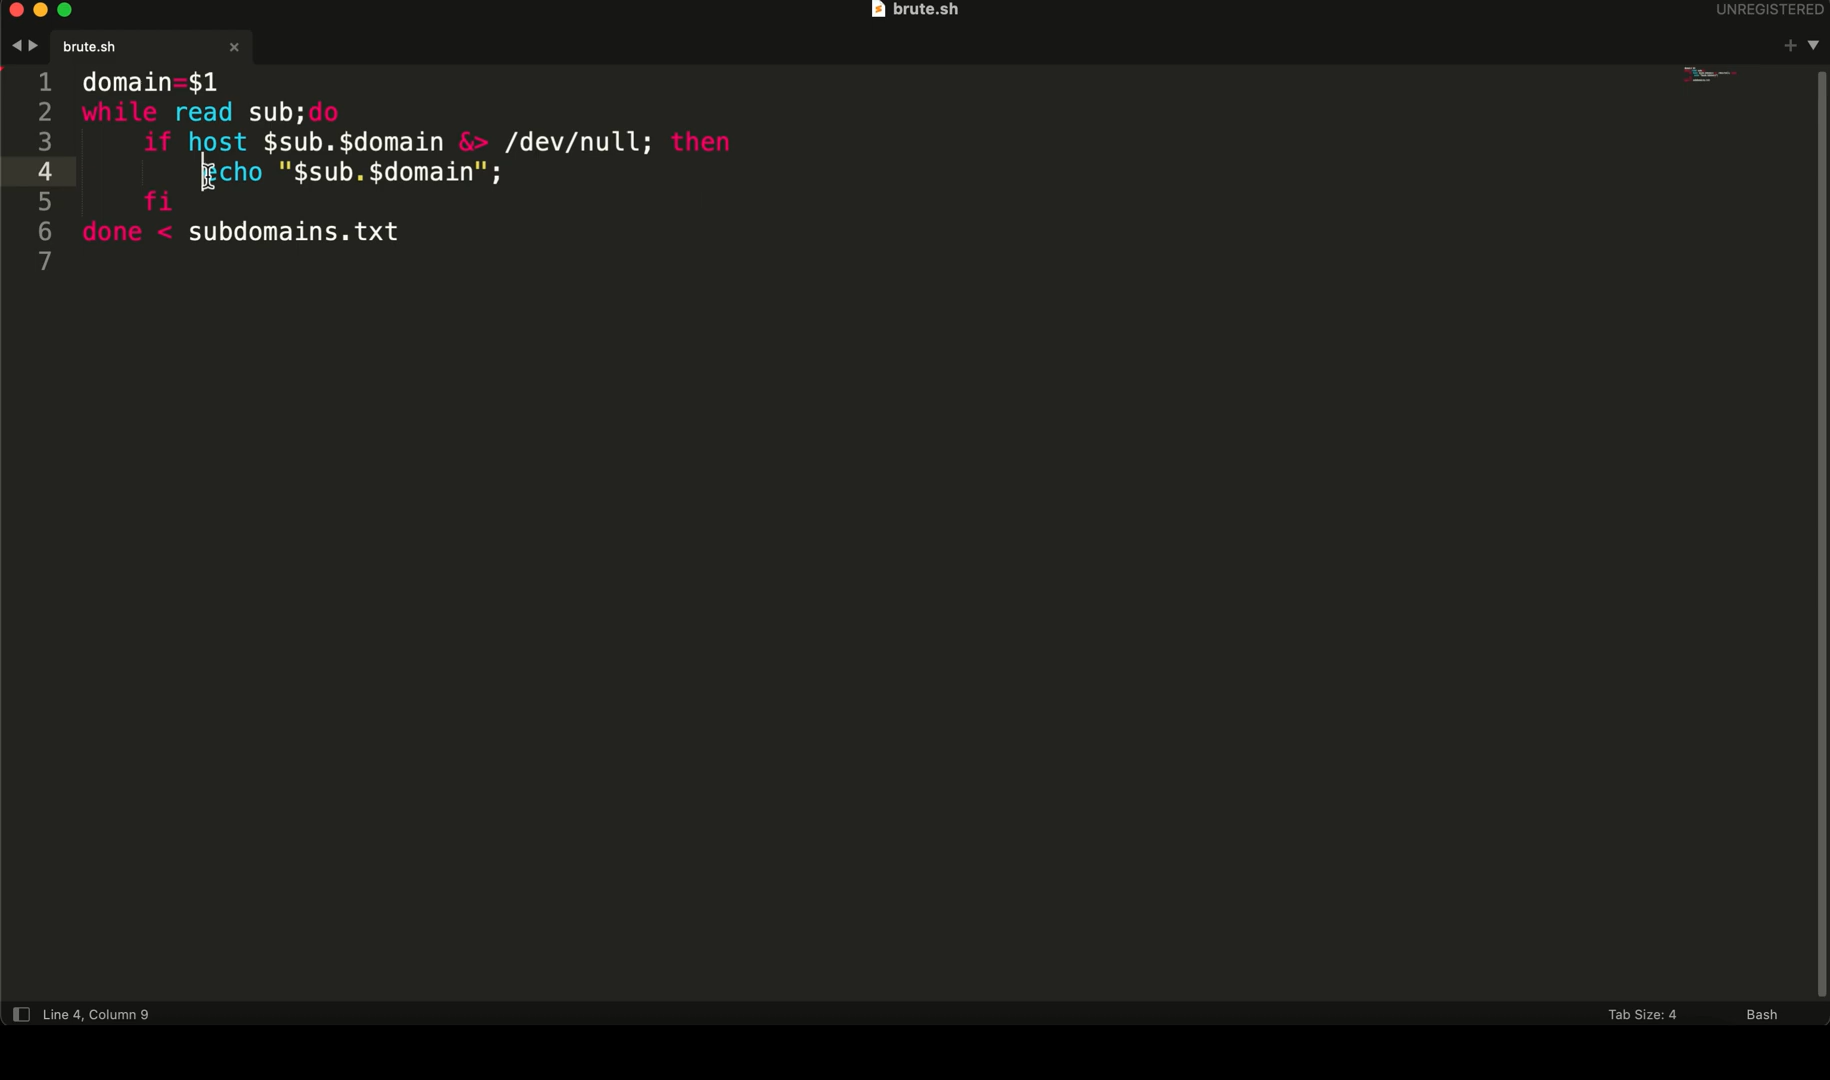 brute.sh
UNREGISTERED
brute.sh
1 domain=$1
2 while read sub;do
3 if host $sub.$domain &> /dev/null; then
4 echo "$sub.$domain";
5 fi
6 done < subdomains.txt
7
Line 4, Column 9
Tab Size: 4
Bash